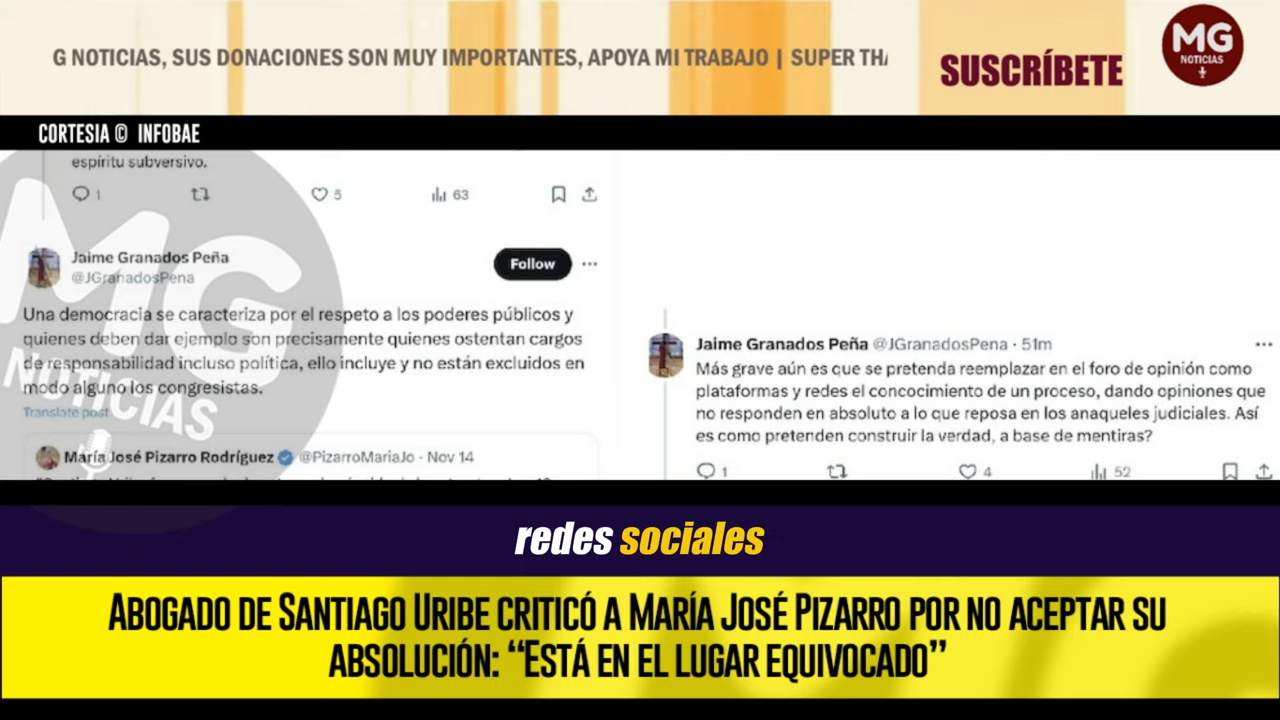 G NOTICIAS, SUS DONACIONES SON MUY IMPORTANTES, APOYA MI TRABAJO | SUPER
SUSCRÍBETE
MG
NOTICIAS
CORTESIA © INFOBAE
espíritu subversivo.
1 5 63
Jaime Granados Peña
@JGranadosPena
Follow
Una democracia se caracteriza por el respeto a los poderes públicos y
quienes deben dar ejemplo son precisamente quienes ostentan cargos
de responsabilidad incluso política, ello incluye y no están excluidos en
modo alguno los congresistas.
Translate post
María José Pizarro Rodríguez @PizarroMariaJo · Nov 14
Jaime Granados Peña @JGranadosPena · 51m
Más grave aún es que se pretenda reemplazar en el foro de opinión como
plataformas y redes el concocimiento de un proceso, dando opiniones que
no responden en absoluto a lo que reposa en los anaqueles judiciales. Así
es como pretenden construir la verdad, a base de mentiras?
1 4 52
MG
NOTICIAS
redes sociales
ABOGADO DE SANTIAGO URIBE CRITICÓ A MARÍA JOSÉ PIZARRO POR NO ACEPTAR SU
ABSOLUCIÓN: “ESTÁ EN EL LUGAR EQUIVOCADO”